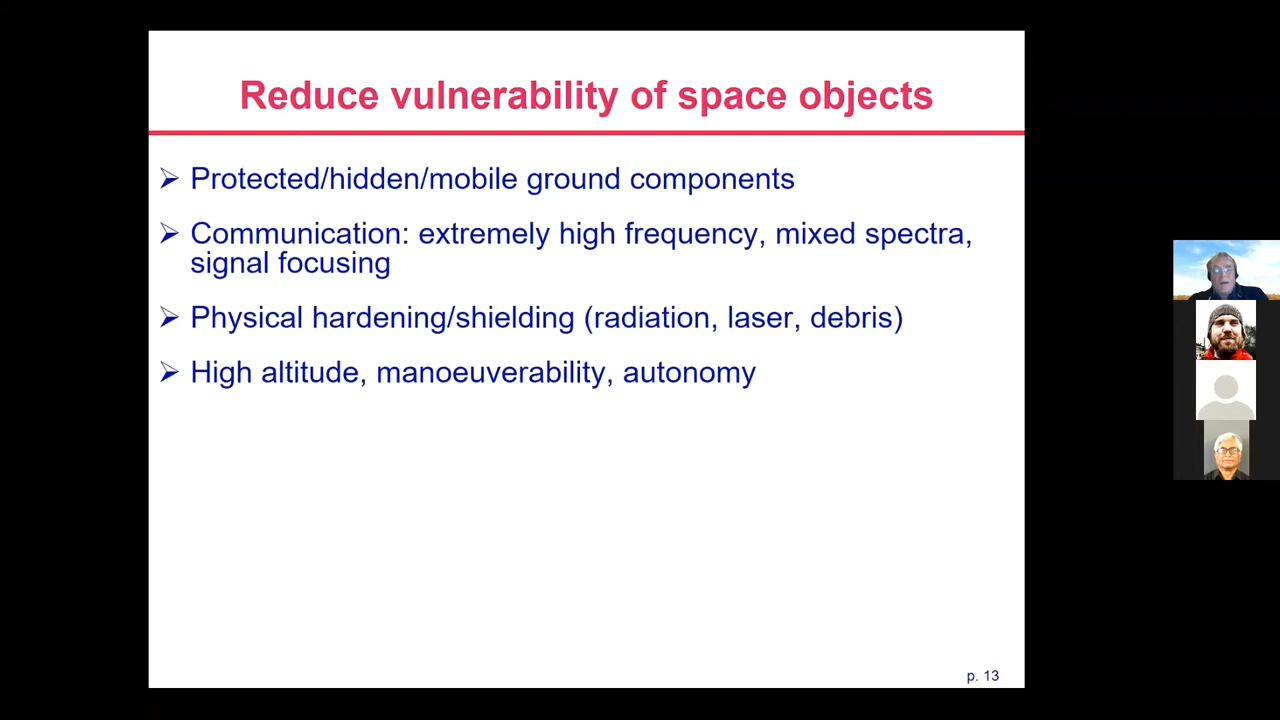 Reduce vulnerability of space objects
➢ Protected/hidden/mobile ground components
➢ Communication: extremely high frequency, mixed spectra,
signal focusing
➢ Physical hardening/shielding (radiation, laser, debris)
➢ High altitude, manoeuverability, autonomy
p. 13